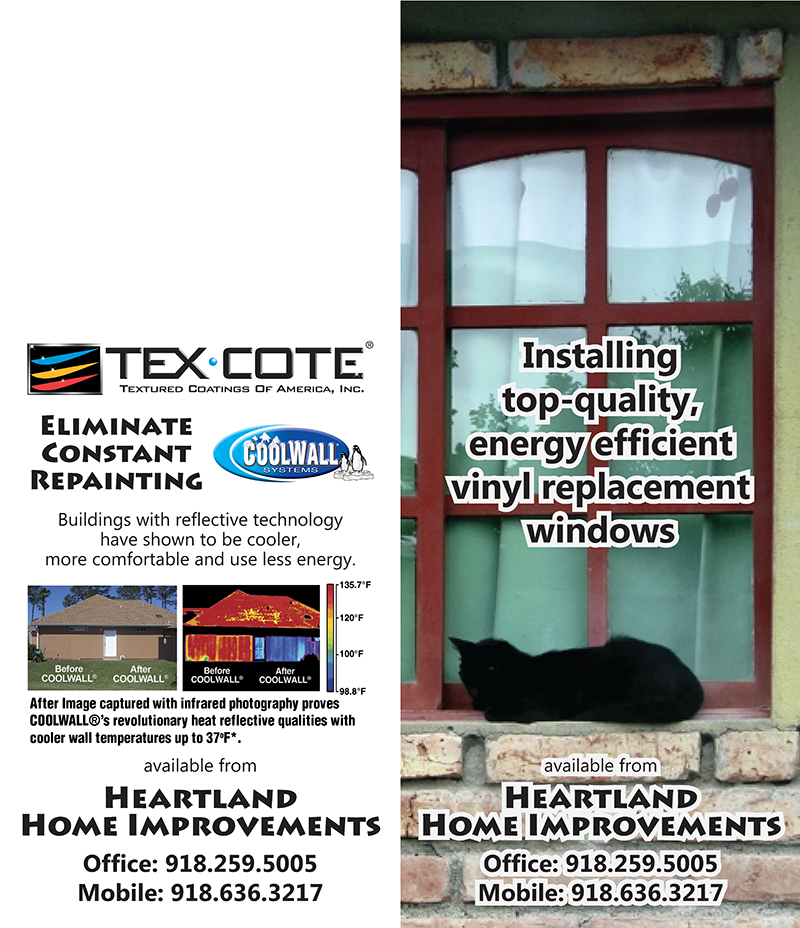 TEX•COTE®
TEXTURED COATINGS OF AMERICA, INC.
ELIMINATE
CONSTANT
REPAINTING
COOLWALL
SYSTEMS
Buildings with reflective technology
have shown to be cooler,
more comfortable and use less energy.
Before
COOLWALL®
After
COOLWALL®
Before
COOLWALL®
After
COOLWALL®
135.7°F
120°F
100°F
98.8°F
After Image captured with infrared photography proves
COOLWALL®'s revolutionary heat reflective qualities with
cooler wall temperatures up to 37°F*.
available from
HEARTLAND
HOME IMPROVEMENTS
Office: 918.259.5005
Mobile: 918.636.3217
Installing
top-quality,
energy efficient
vinyl replacement
windows
available from
HEARTLAND
HOME IMPROVEMENTS
Office: 918.259.5005
Mobile: 918.636.3217